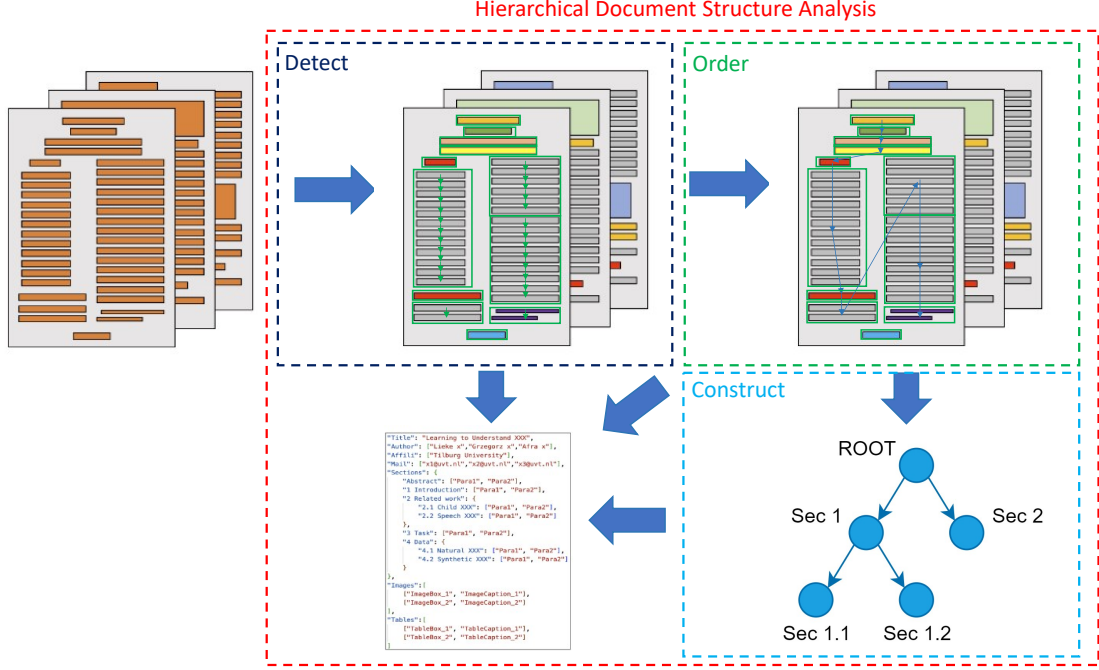 Hierarchical Document Structure Analysis
Detect
Order
Construct
"Title": "Learning to Understand XXX",
"Author": ["Lieke x","Grzegorz x","Afra x"],
"Affili": ["Tilburg University"],
"Mail": ["x1@uvt.nl","x2@uvt.nl","x3@uvt.nl"],
"Sections": {
"Abstract": ["Para1", "Para2"],
"1 Introduction": ["Para1", "Para2"],
"2 Related work": {
"2.1 Child XXX": ["Para1", "Para2"],
"2.2 Speech XXX": ["Para1", "Para2"]
},
"3 Task": ["Para1", "Para2"],
"4 Data": {
"4.1 Natural XXX": ["Para1", "Para2"],
"4.2 Synthetic XXX": ["Para1", "Para2"]
}
},
"Images":[
["ImageBox_1", "ImageCaption_1"],
["ImageBox_2", "ImageCaption_2"]
],
"Tables":[
["TableBox_1", "TableCaption_1"],
["TableBox_2", "TableCaption_2"]
]
ROOT
Sec 1
Sec 2
Sec 1.1
Sec 1.2